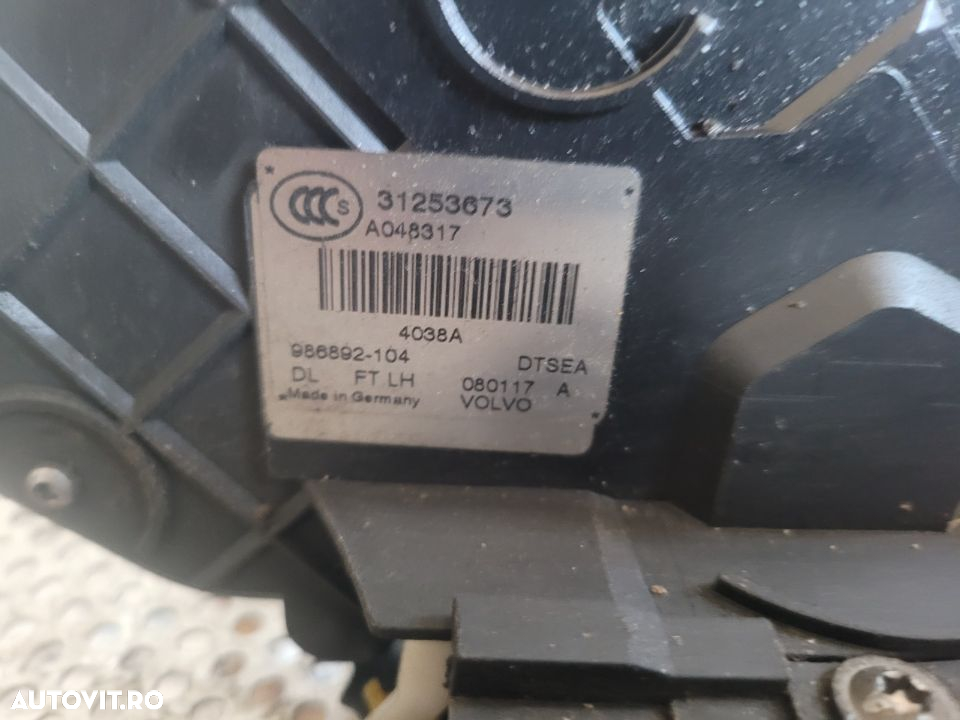 CCC S
31253673
A048317
4038A
986892-104 DTSEA
DL FT LH 080117 A
Made in Germany VOLVO
AUTOVIT.RO